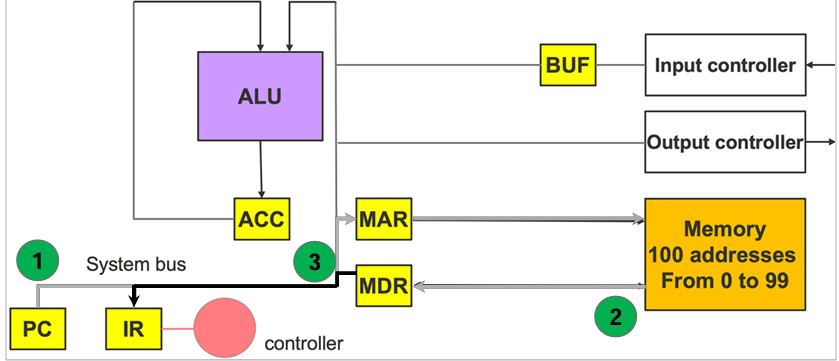 BUF
Input controller
ALU
Output controller
ACC
MAR
Memory
100 addresses
From 0 to 99
1
System bus
3
MDR
2
PC
IR
controller